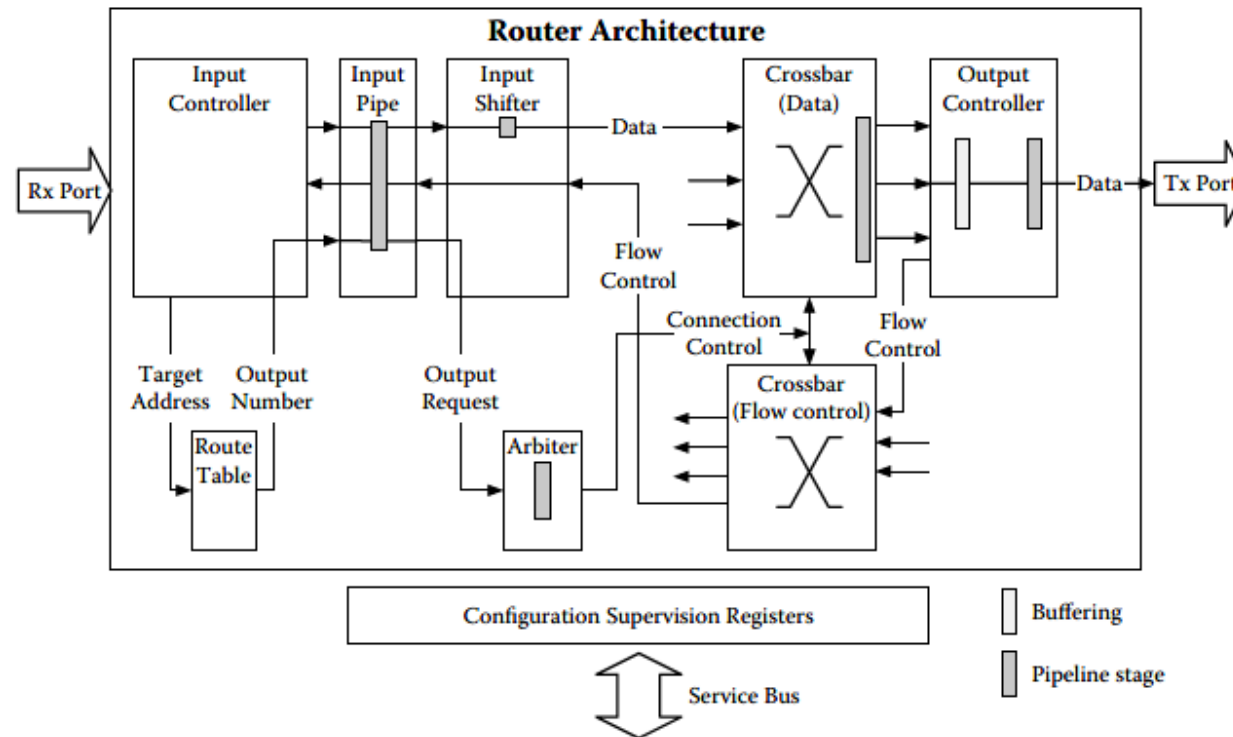 Router Architecture
Input
Controller
Input
Pipe
Input
Shifter
Crossbar
(Data)
Output
Controller
Rx Port
Data
Data
Tx Port
Flow
Control
Connection
Control
Flow
Control
Target
Address
Output
Number
Output
Request
Crossbar
(Flow control)
Route
Table
Arbiter
Configuration Supervision Registers
Buffering
Pipeline stage
Service Bus